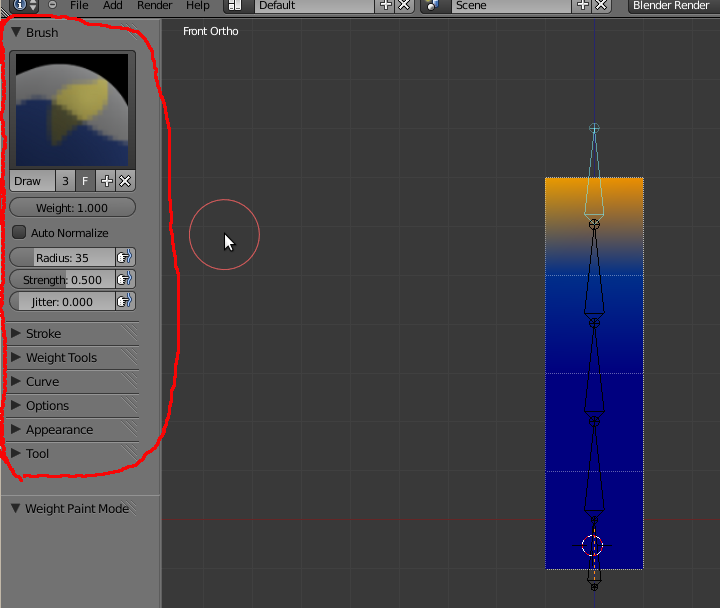 File Add Render Help Default Scene Blender Render
Brush
Front Ortho
Draw 3 F
Weight: 1.000
Auto Normalize
Radius: 35
Strength: 0.500
Jitter: 0.000
Stroke
Weight Tools
Curve
Options
Appearance
Tool
Weight Paint Mode